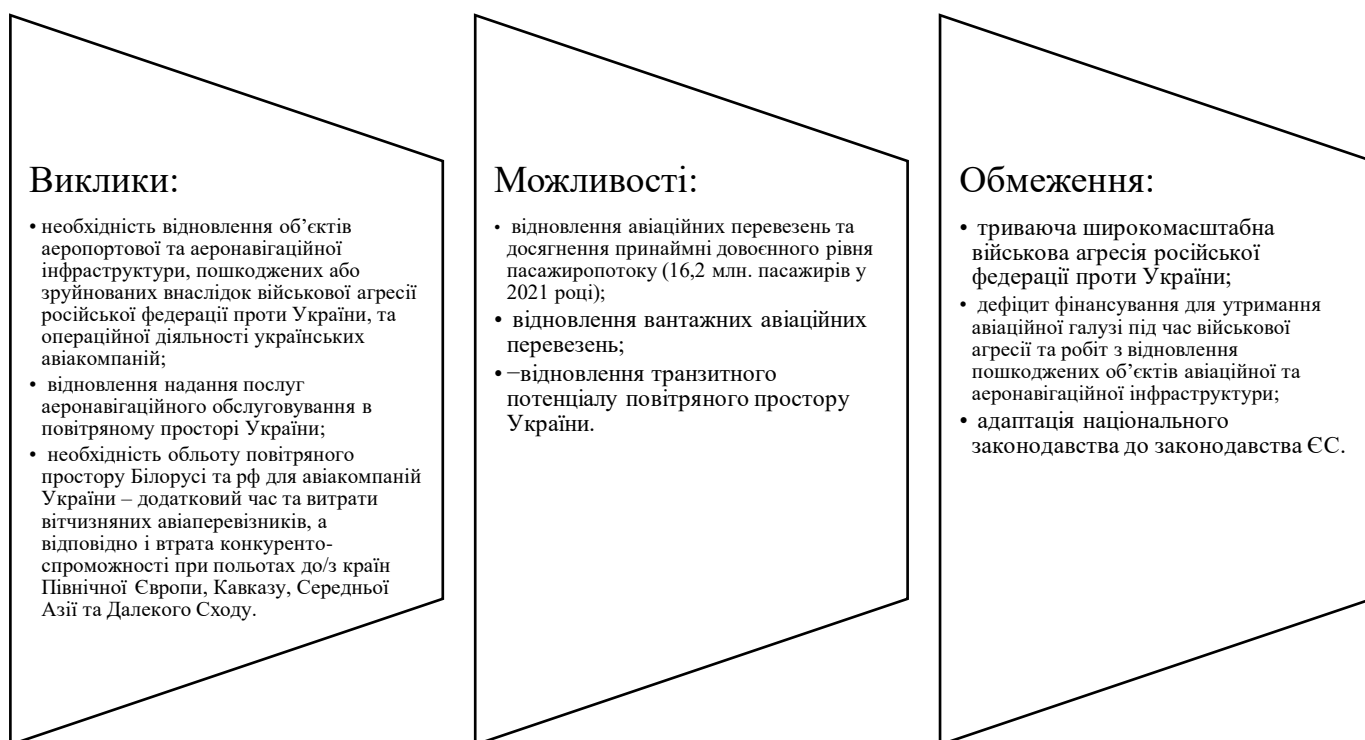 Виклики:
• необхідність відновлення об’єктів
аеропортової та аеронавігаційної
інфраструктури, пошкоджених або
зруйнованих внаслідок військової агресії
російської федерації проти України, та
операційної діяльності українських
авіакомпаній;
• відновлення надання послуг
аеронавігаційного обслуговування в
повітряному просторі України;
• необхідність обльоту повітряного
простору Білорусі та рф для авіакомпаній
України – додатковий час та витрати
вітчизняних авіаперевізників, а
відповідно і втрата конкуренто-
спроможності при польотах до/з країн
Північної Європи, Кавказу, Середньої
Азії та Далекого Сходу.
Можливості:
• відновлення авіаційних перевезень та
досягнення принаймні довоєнного рівня
пасажиропотоку (16,2 млн. пасажирів у
2021 році);
• відновлення вантажних авіаційних
перевезень;
• −відновлення транзитного
потенціалу повітряного простору
України.
Обмеження:
• триваюча широкомасштабна
військова агресія російської
федерації проти України;
• дефіцит фінансування для утримання
авіаційної галузі під час військової
агресії та робіт з відновлення
пошкоджених об’єктів авіаційної та
аеронавігаційної інфраструктури;
• адаптація національного
законодавства до законодавства ЄС.